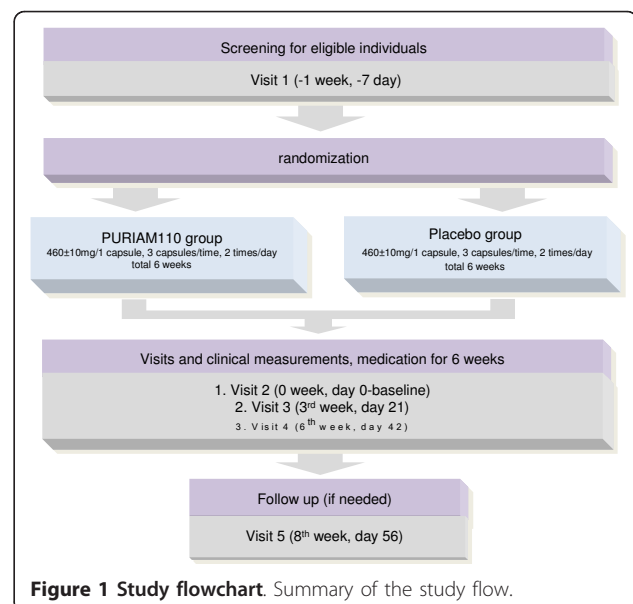 Screening for eligible individuals
Visit 1 (-1 week, -7 day)
randomization
PURIAM110 group
460±10mg/1 capsule, 3 capsules/time, 2 times/day
total 6 weeks
Placebo group
460±10mg/1 capsule, 3 capsules/time, 2 times/day
total 6 weeks
Visits and clinical measurements, medication for 6 weeks
1. Visit 2 (0 week, day 0-baseline)
2. Visit 3 (3rd week, day 21)
3. Visit 4 (6th week, day 42)
Follow up (if needed)
Visit 5 (8th week, day 56)
Figure 1 Study flowchart. Summary of the study flow.